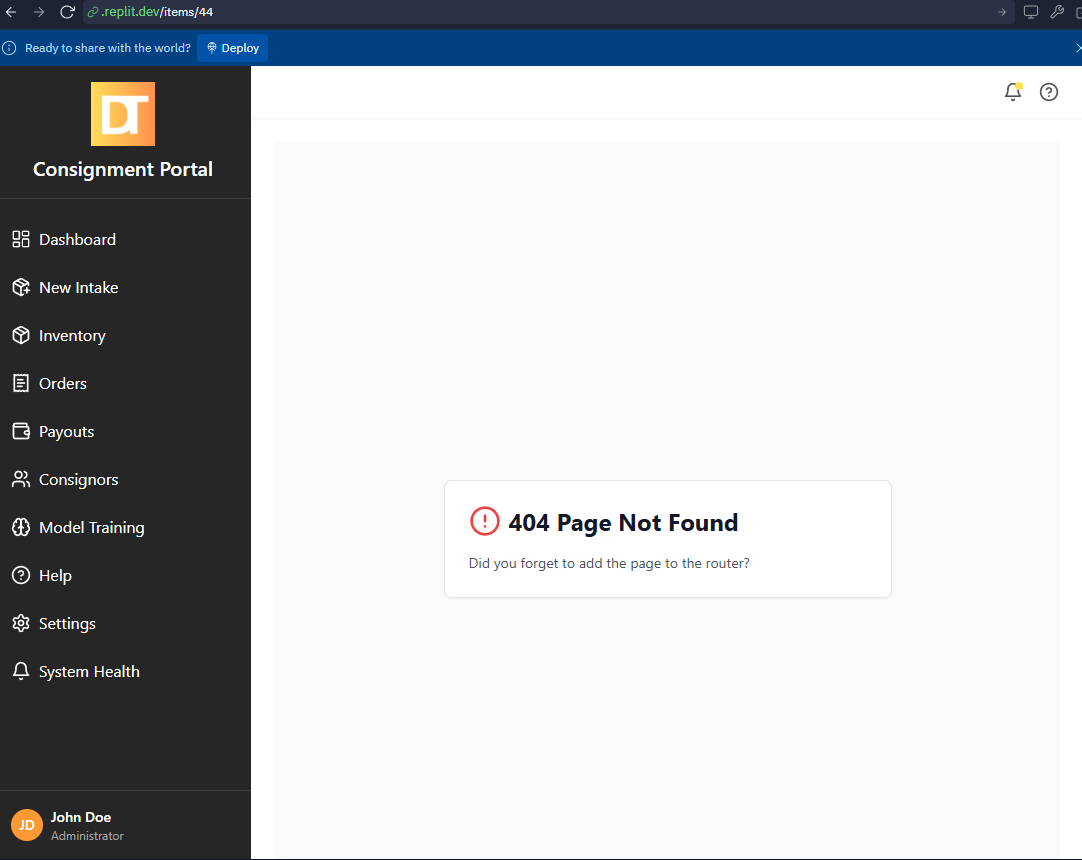 .replit.dev/items/44
Ready to share with the world?
Deploy
DT
Consignment Portal
Dashboard
New Intake
Inventory
Orders
Payouts
Consignors
Model Training
Help
Settings
System Health
JD
John Doe
Administrator
404 Page Not Found
Did you forget to add the page to the router?